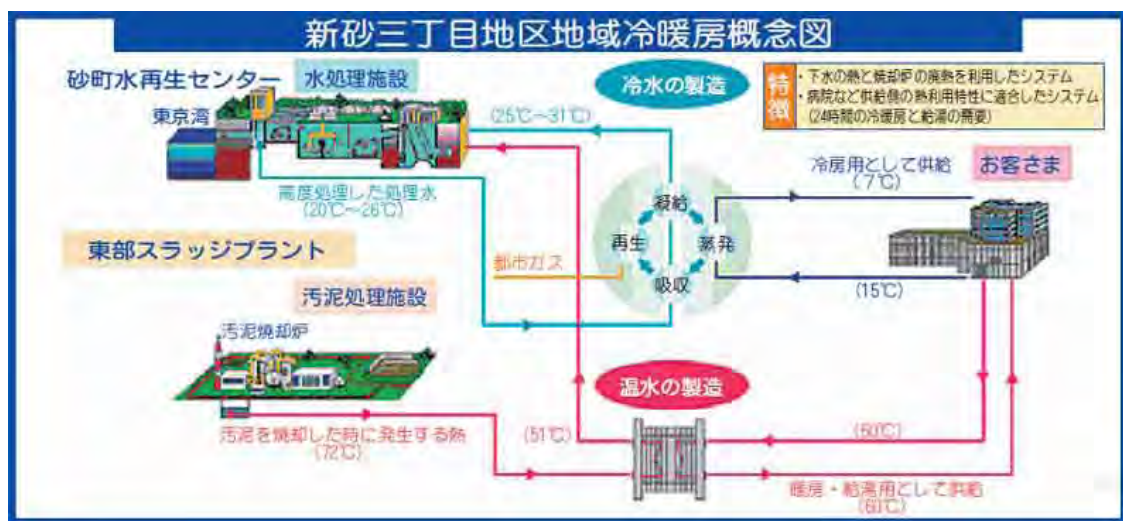 新砂三丁目地区地域冷暖房概念図
砂町水再生センター
水処理施設
冷水の製造
特徴
・下水の熱と焼却炉の廃熱を利用したシステム
・病院など供給側の熱利用特性に適合したシステム
(24時間の冷暖房と給湯の需要)
東京湾
(25℃~31℃)
冷房用として供給
(7℃)
お客さま
高度処理した処理水
(20℃~26℃)
凝給
再生
蒸発
吸収
東部スラッジプラント
都市ガス
(15℃)
汚泥処理施設
汚泥焼却炉
温水の製造
汚泥を焼却した時に発生する熱
(72℃)
(51℃)
暖房・給湯用として供給